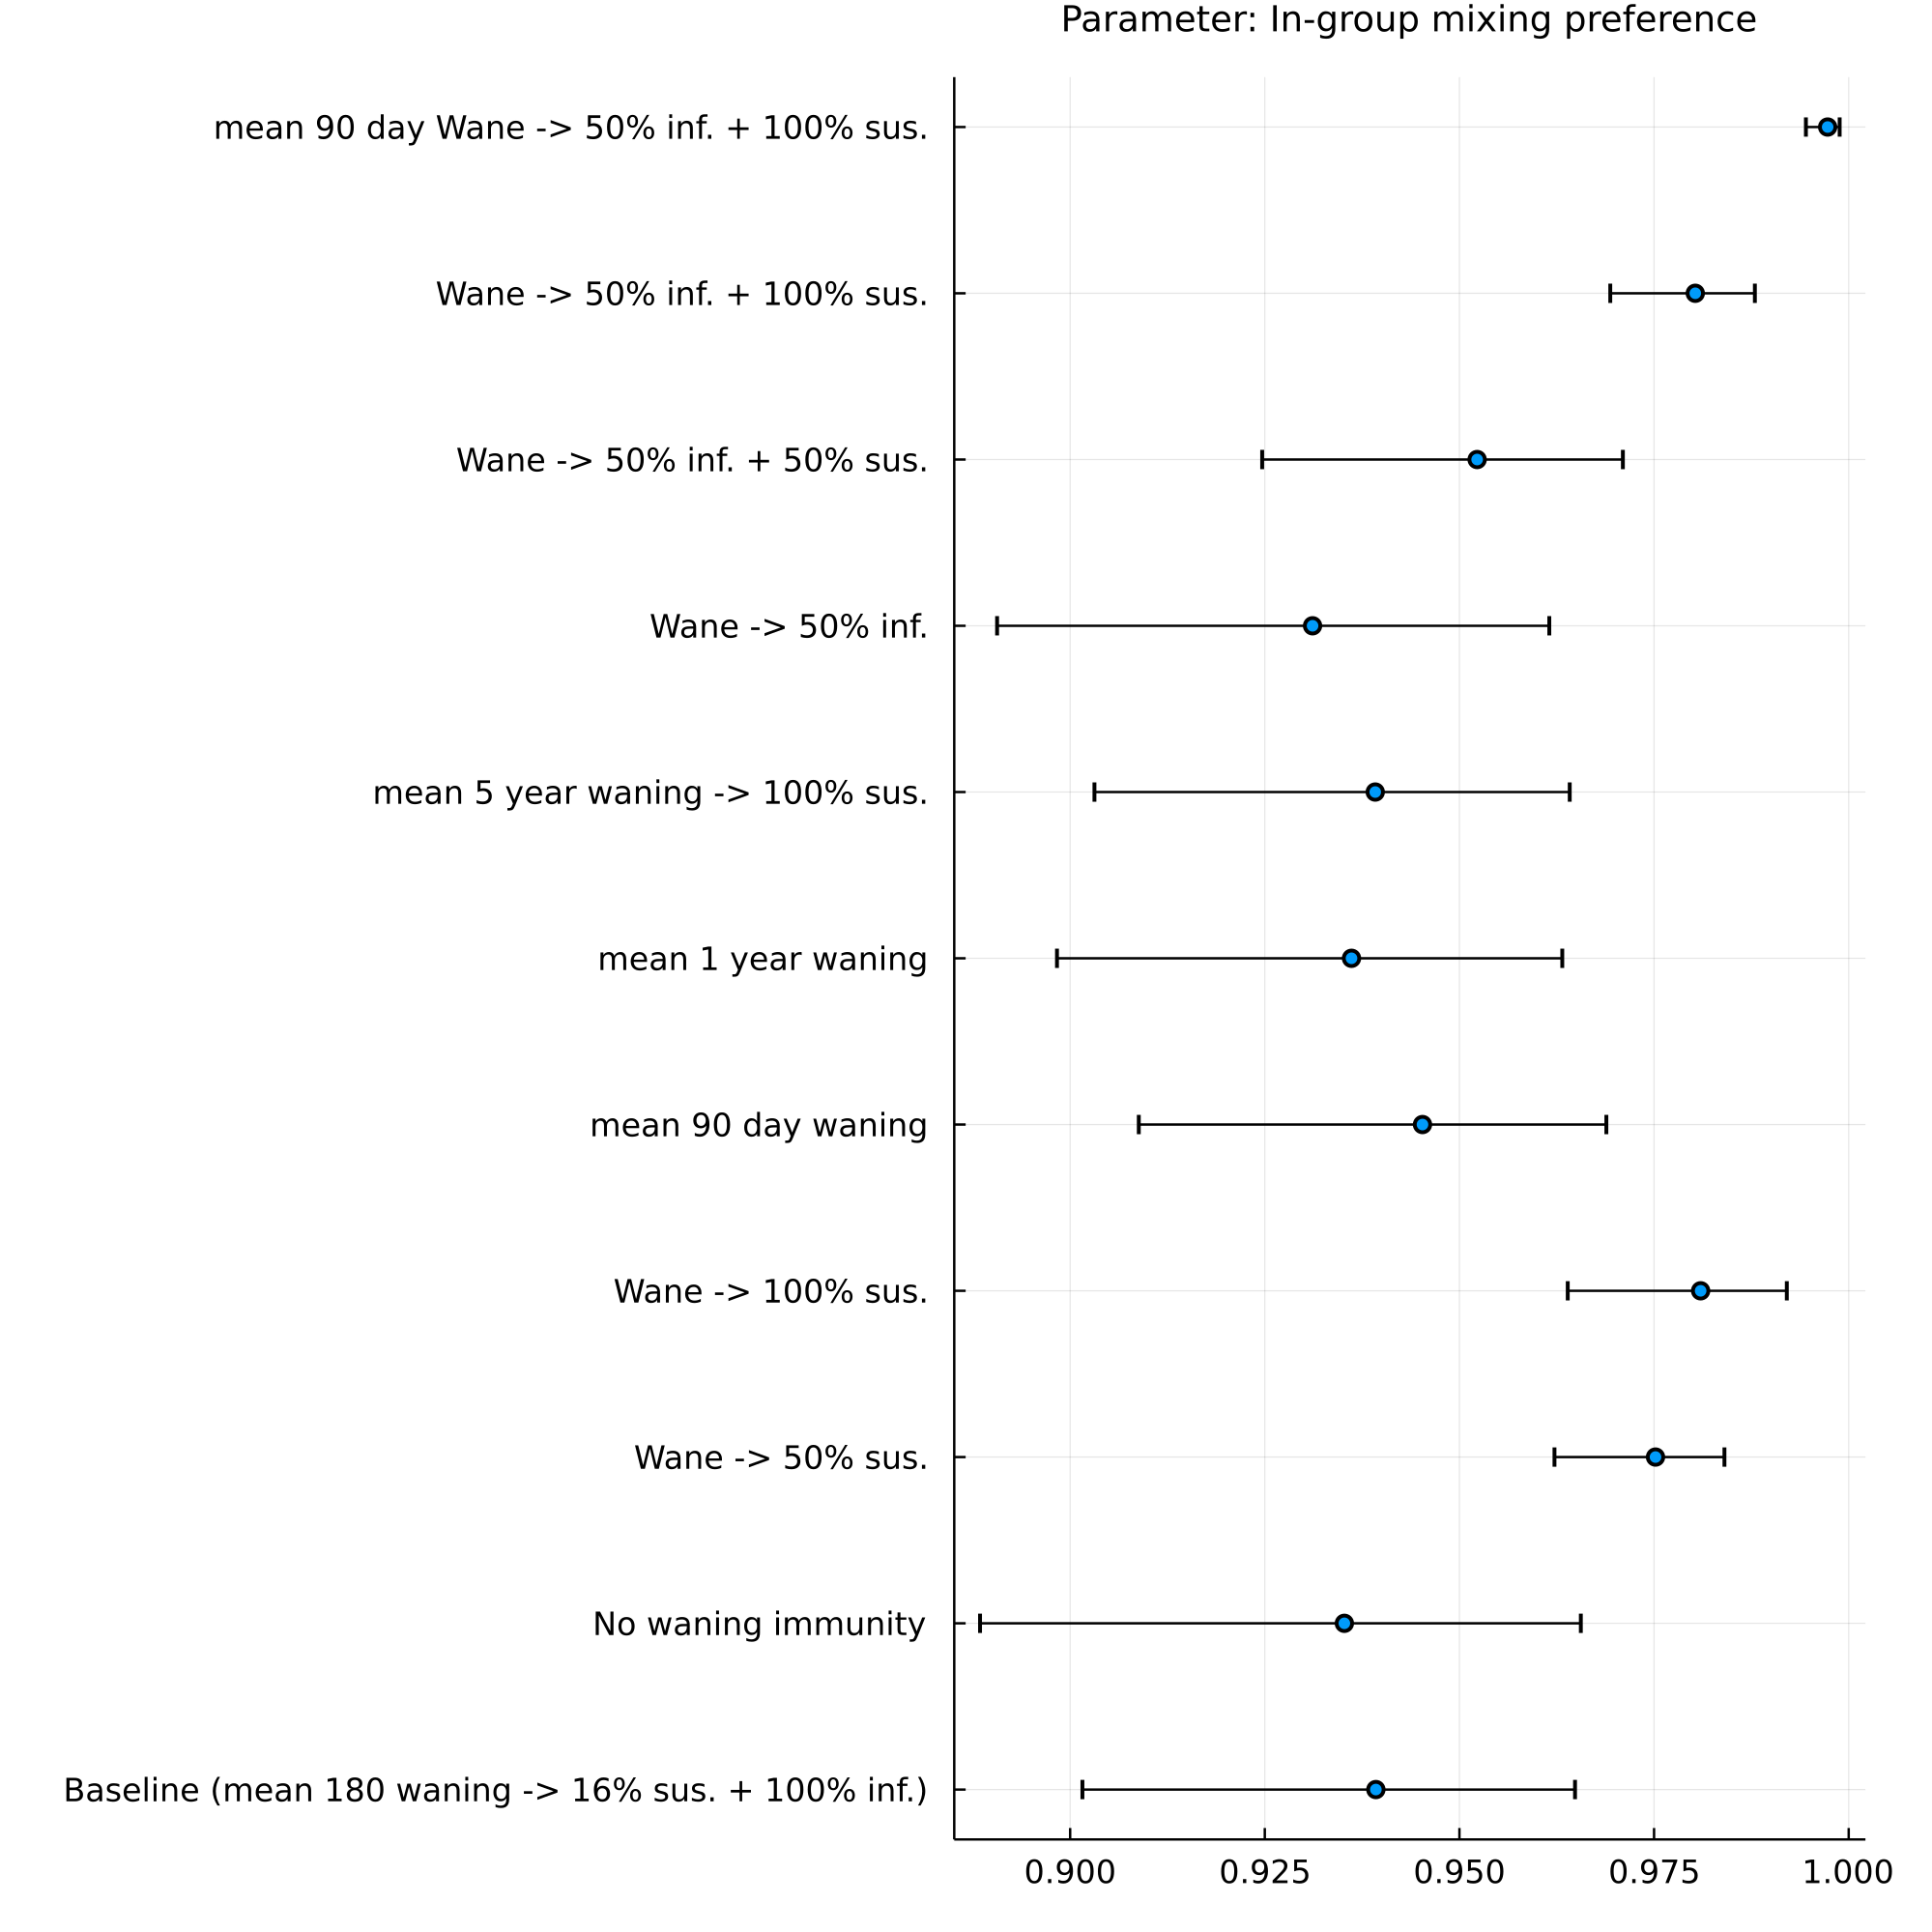 Parameter: In-group mixing preference
mean 90 day Wane -> 50% inf. + 100% sus.
Wane -> 50% inf. + 100% sus.
Wane -> 50% inf. + 50% sus.
Wane -> 50% inf.
mean 5 year waning -> 100% sus.
mean 1 year waning
mean 90 day waning
Wane -> 100% sus.
Wane -> 50% sus.
No waning immunity
Baseline (mean 180 waning -> 16% sus. + 100% inf.)
0.900 0.925 0.950 0.975 1.000